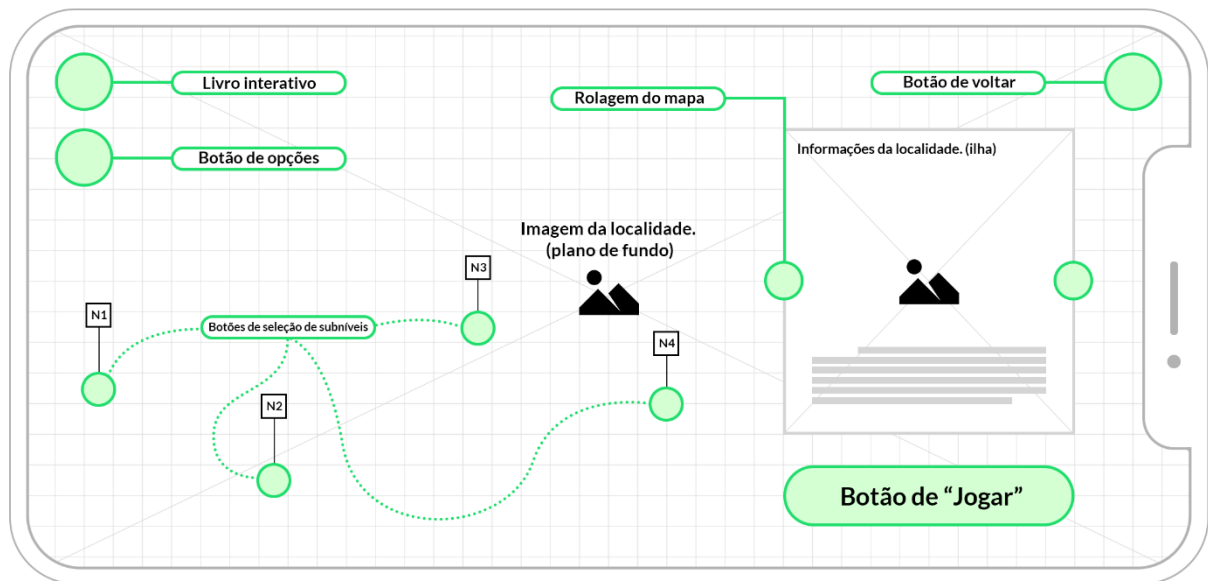 Livro interativo
Rolagem do mapa
Botão de voltar
Botão de opções
Informações da localidade. (ilha)
Imagem da localidade.
(plano de fundo)
N3
N1
Botões de seleção de subníveis
N4
N2
Botão de “Jogar”